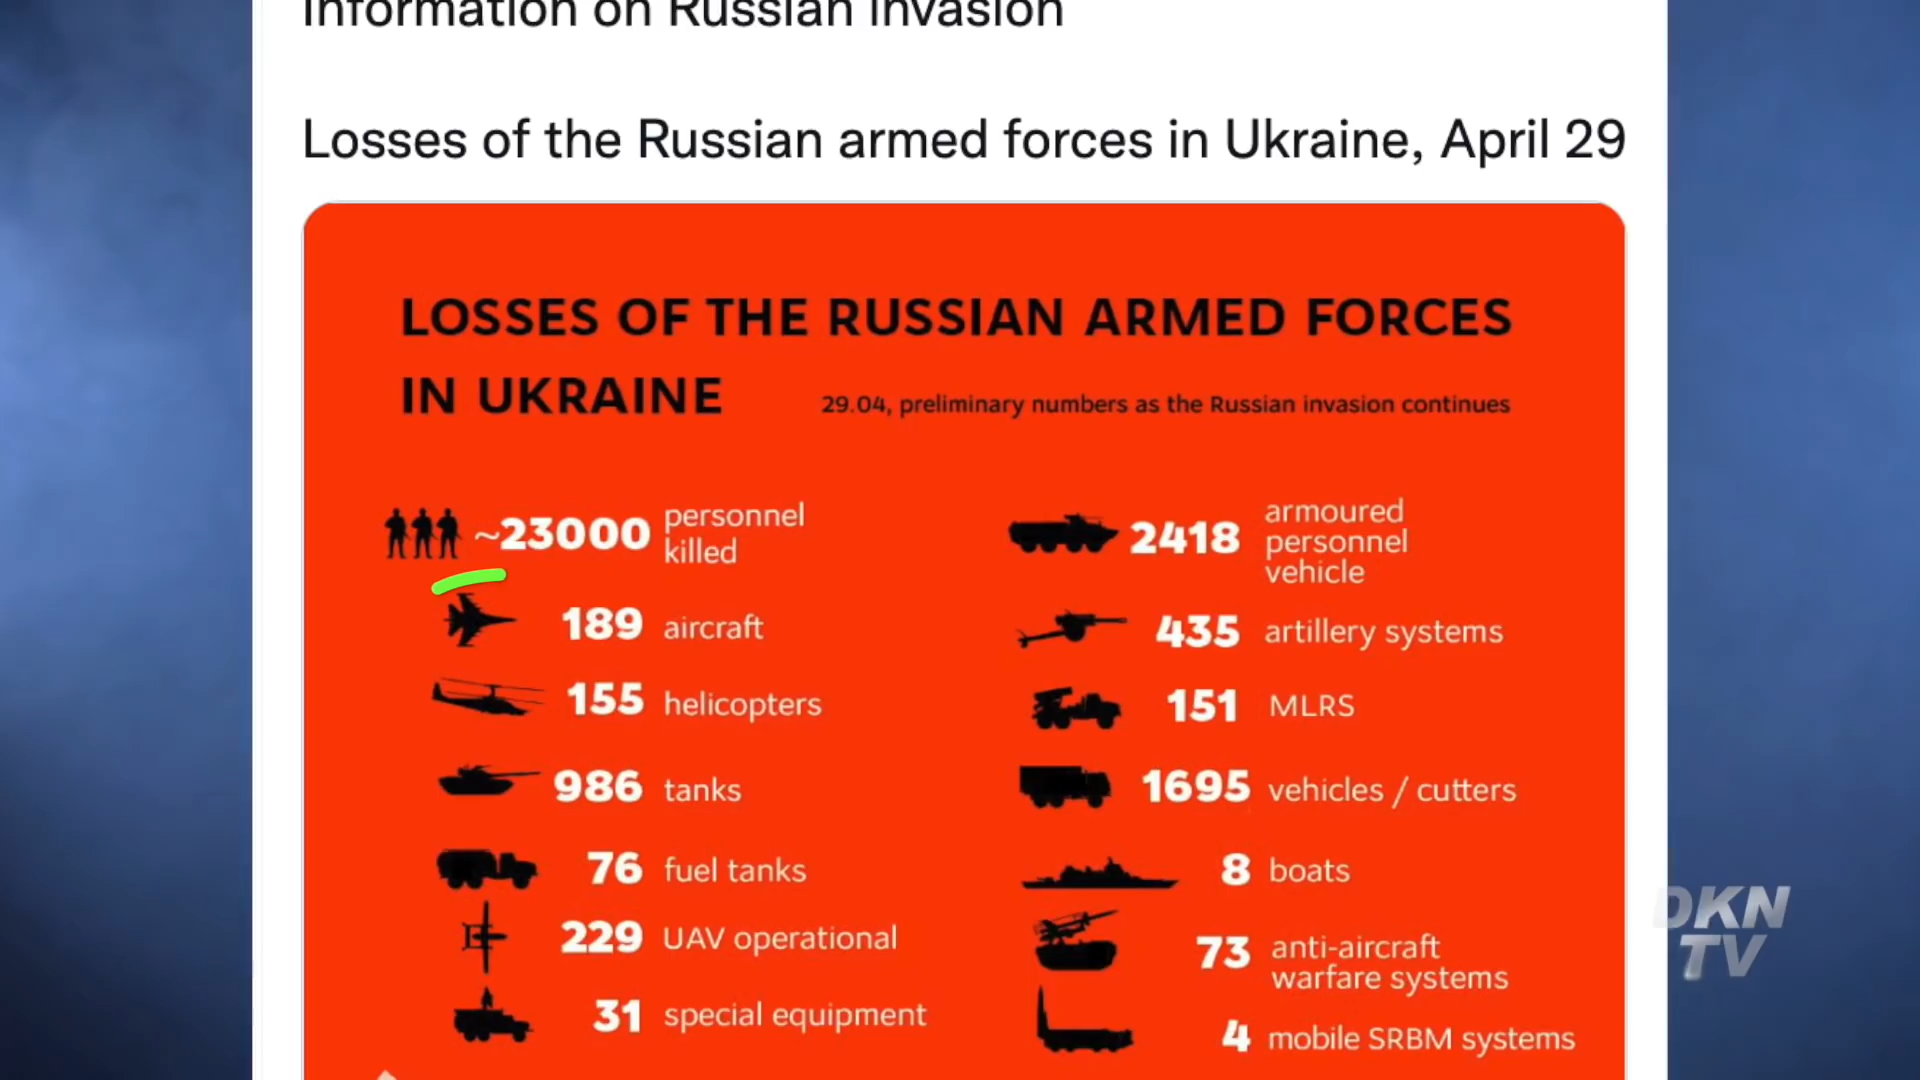 Information on Russian invasion
Losses of the Russian armed forces in Ukraine, April 29
LOSSES OF THE RUSSIAN ARMED FORCES
IN UKRAINE
29.04, preliminary numbers as the Russian invasion continues
~23000 personnel
killed
189 aircraft
155 helicopters
986 tanks
76 fuel tanks
229 UAV operational
31 special equipment
2418 armoured
personnel
vehicle
435 artillery systems
151 MLRS
1695 vehicles / cutters
8 boats
73 anti-aircraft
warfare systems
4 mobile SRBM systems
DKN
TV